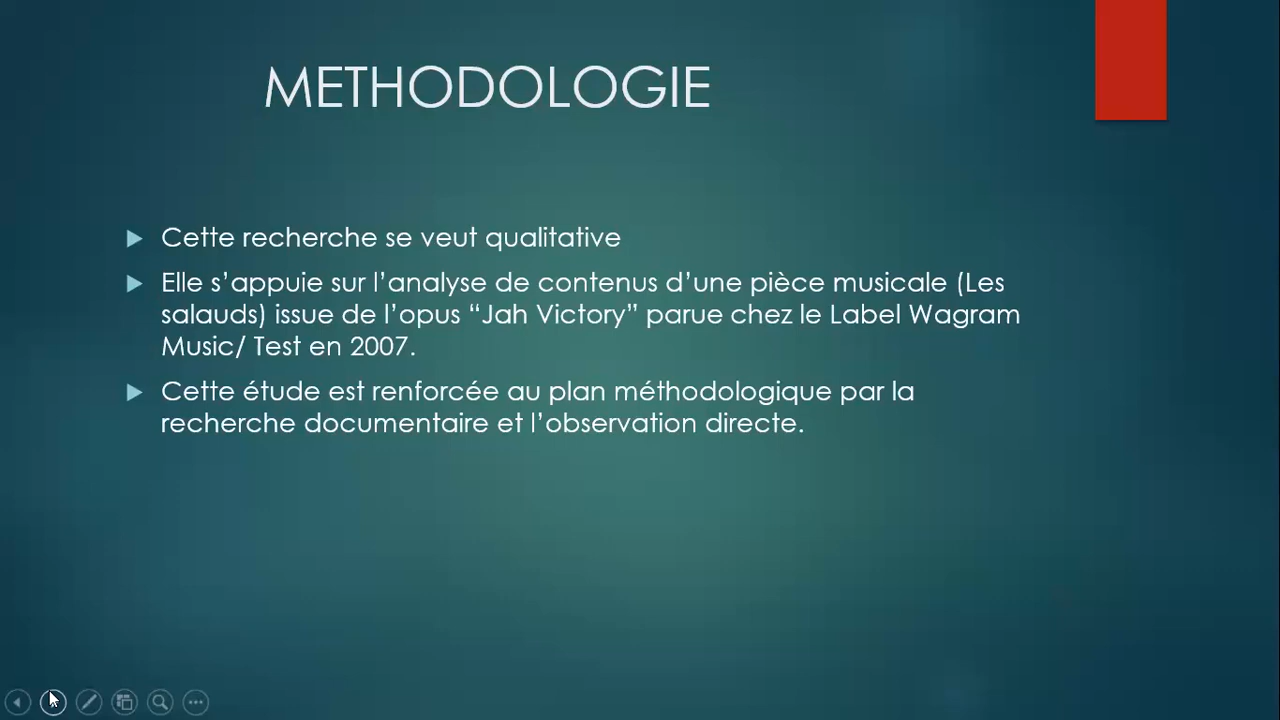 METHODOLOGIE
Cette recherche se veut qualitative
Elle s’appuie sur l’analyse de contenus d’une pièce musicale (Les
salauds) issue de l’opus “Jah Victory” parue chez le Label Wagram
Music/ Test en 2007.
Cette étude est renforcée au plan méthodologique par la
recherche documentaire et l’observation directe.